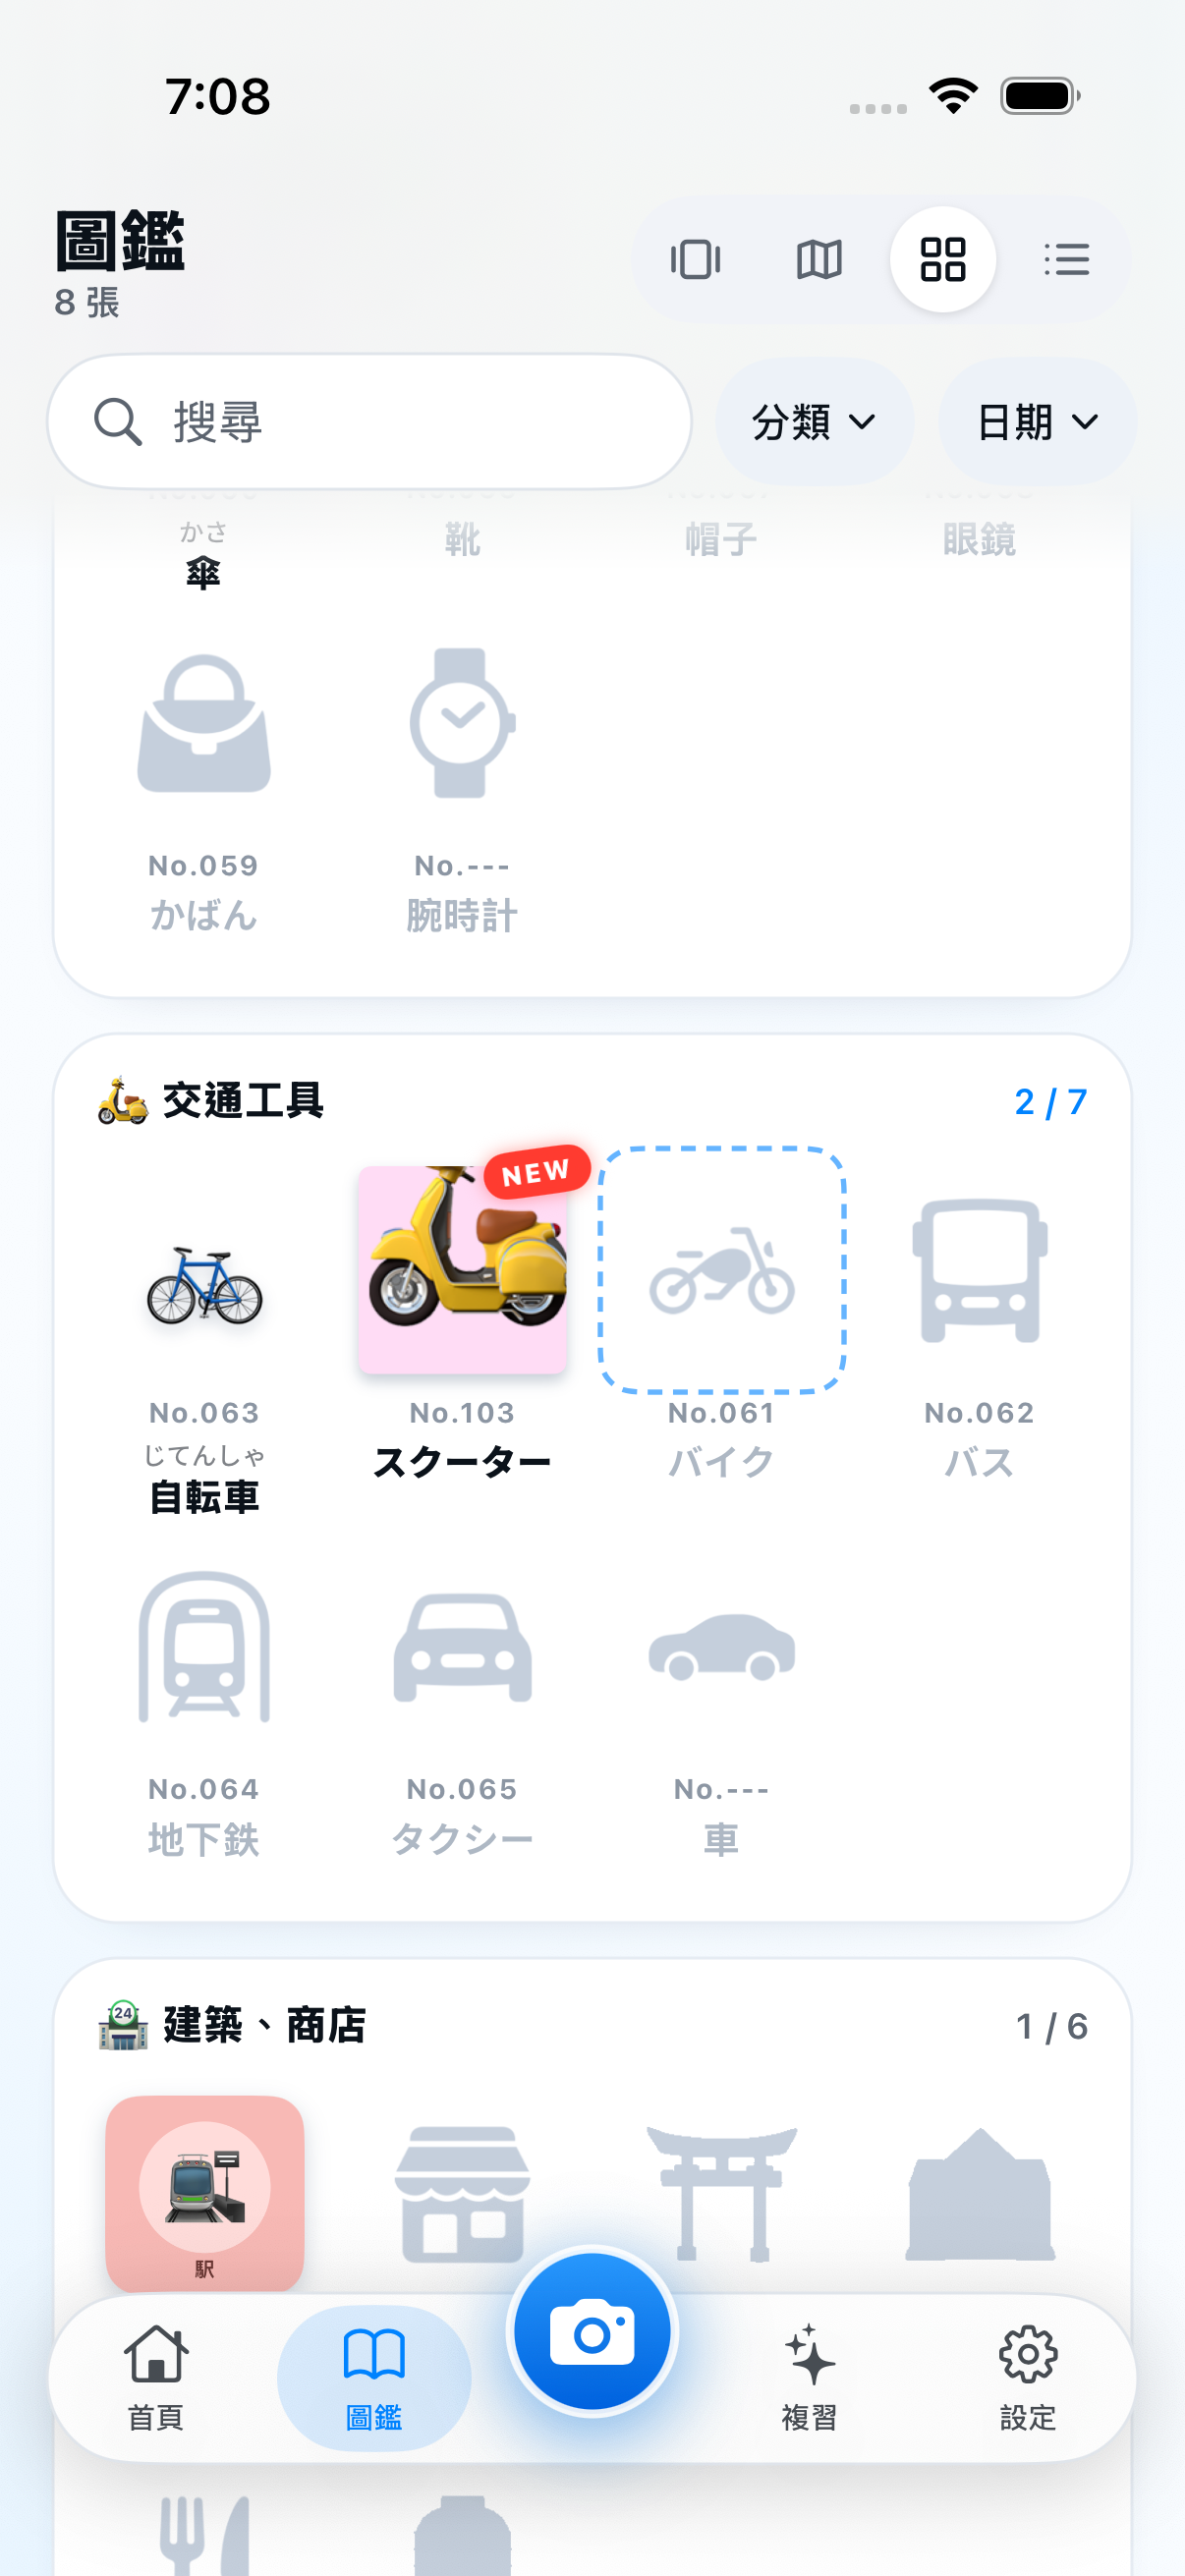 7:08
圖鑑
8 張
搜尋
分類
日期
かさ
傘
靴
帽子
眼鏡
No.059
No.---
かばん
腕時計
交通工具
2 / 7
NEW
No.063
No.103
No.061
No.062
じてんしゃ
自転車
スクーター
バイク
バス
No.064
No.065
No.---
地下鉄
タクシー
車
24
建築、商店
1 / 6
駅
首頁
圖鑑
複習
設定